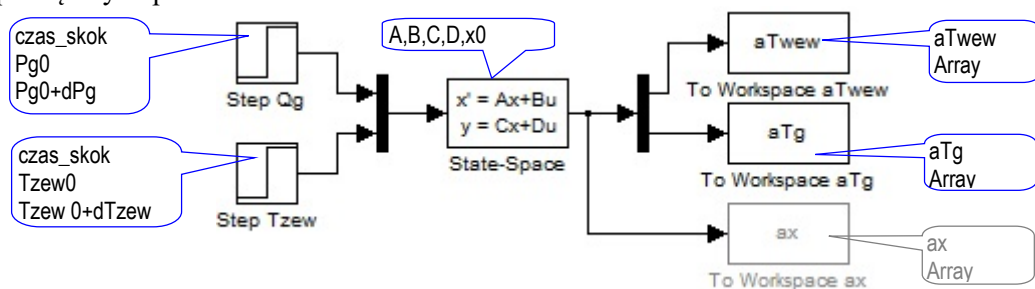 czas_skok
Pg0
Pg0+dPg
Step Qg
czas_skok
Tzew0
Tzew 0+dTzew
Step Tzew
A,B,C,D,x0
x' = Ax+Bu
y = Cx+Du
State-Space
aTwew
To Workspace aTwew
aTwew
Array
aTg
To Workspace aTg
aTg
Array
ax
To Workspace ax
ax
Array